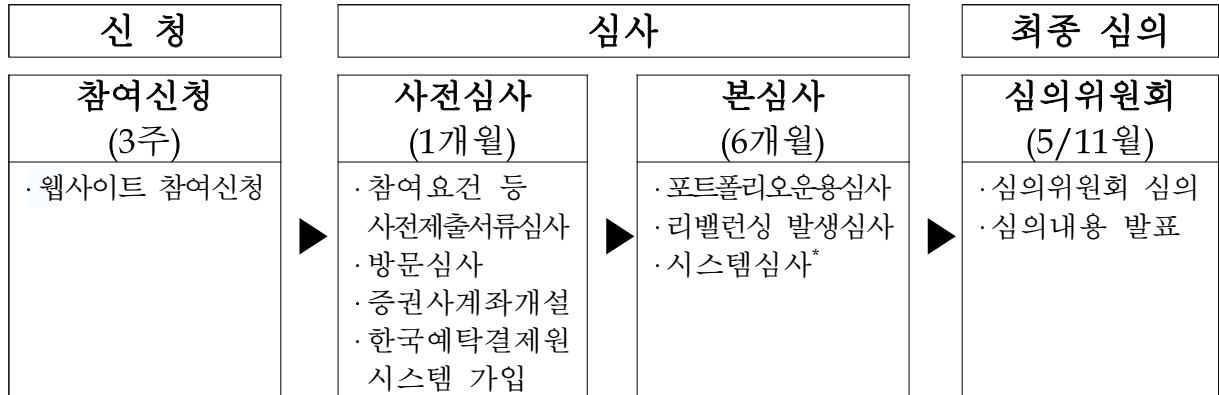 신 청
심사
최종 심의
참여신청
(3주)
· 웹사이트 참여신청
사전심사
(1개월)
· 참여요건 등
사전제출서류심사
· 방문심사
· 증권사계좌개설
· 한국예탁결제원
시스템 가입
본심사
(6개월)
· 포트폴리오운용심사
· 리밸런싱 발생심사
· 시스템심사*
심의위원회
(5/11월)
· 심의위원회 심의
· 심의내용 발표